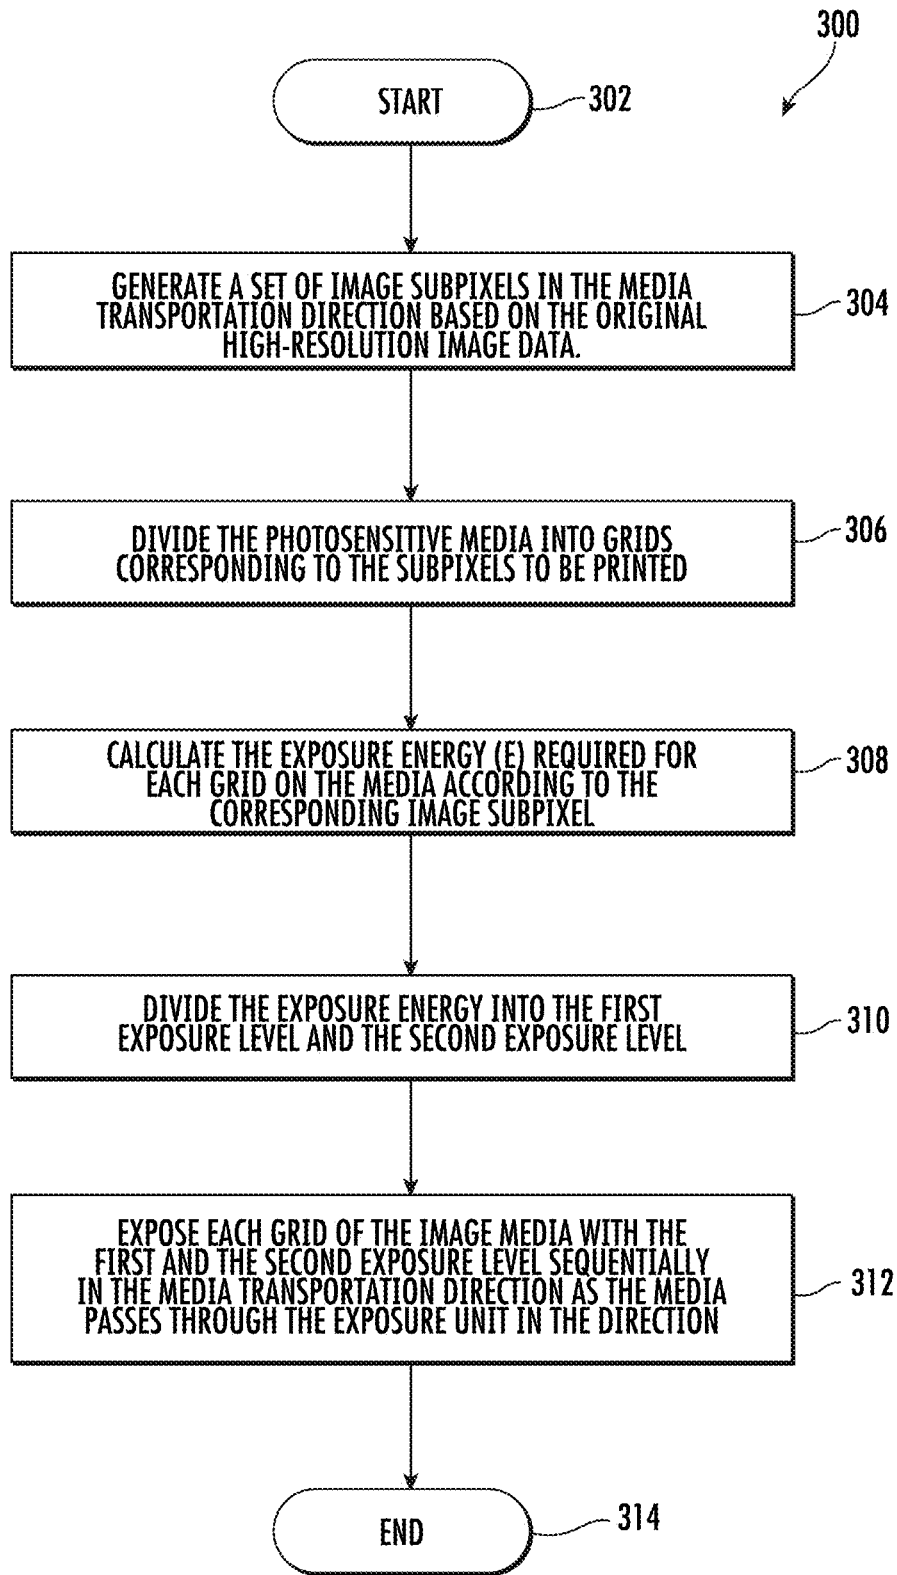 300
START
302
GENERATE A SET OF IMAGE SUBPIXELS IN THE MEDIA
TRANSPORTATION DIRECTION BASED ON THE ORIGINAL
HIGH-RESOLUTION IMAGE DATA.
304
DIVIDE THE PHOTOSENSITIVE MEDIA INTO GRIDS
CORRESPONDING TO THE SUBPIXELS TO BE PRINTED
306
CALCULATE THE EXPOSURE ENERGY (E) REQUIRED FOR
EACH GRID ON THE MEDIA ACCORDING TO THE
CORRESPONDING IMAGE SUBPIXEL
308
DIVIDE THE EXPOSURE ENERGY INTO THE FIRST
EXPOSURE LEVEL AND THE SECOND EXPOSURE LEVEL
310
EXPOSE EACH GRID OF THE IMAGE MEDIA WITH THE
FIRST AND THE SECOND EXPOSURE LEVEL SEQUENTIALLY
IN THE MEDIA TRANSPORTATION DIRECTION AS THE MEDIA
PASSES THROUGH THE EXPOSURE UNIT IN THE DIRECTION
312
END
314